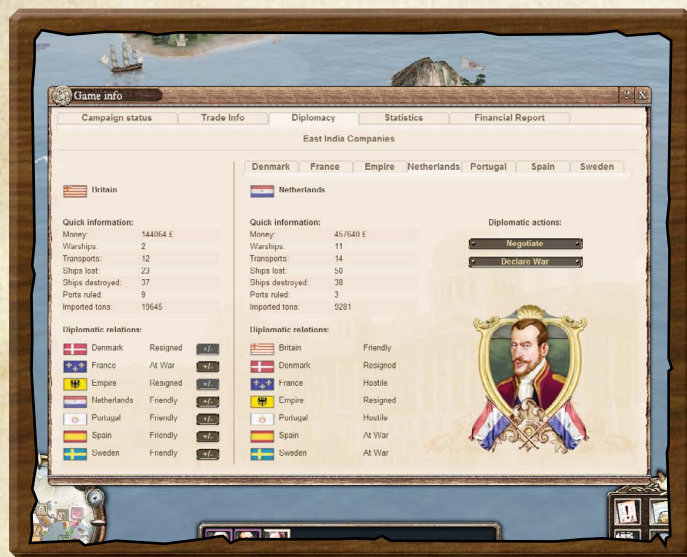 Game info
? X
Campaign status Trade Info Diplomacy Statistics Financial Report
East India Companies
Denmark France Empire Netherlands Portugal Spain Sweden
Britain
Quick information:
Money: 144064 £
Warships: 2
Transports: 12
Ships lost: 23
Ships destroyed: 37
Ports ruled: 9
Imported tons: 19645
Diplomatic relations:
Denmark Resigned +/-
France At War +/-
Empire Resigned +/-
Netherlands Friendly +/-
Portugal Friendly +/-
Spain Friendly +/-
Sweden Friendly +/-
Netherlands
Quick information:
Money: 457640 £
Warships: 11
Transports: 14
Ships lost: 50
Ships destroyed: 38
Ports ruled: 3
Imported tons: 9281
Diplomatic relations:
Britain Friendly
Denmark Resigned
France Hostile
Empire Resigned
Portugal Hostile
Spain At War
Sweden At War
Diplomatic actions:
Negotiate
Declare War